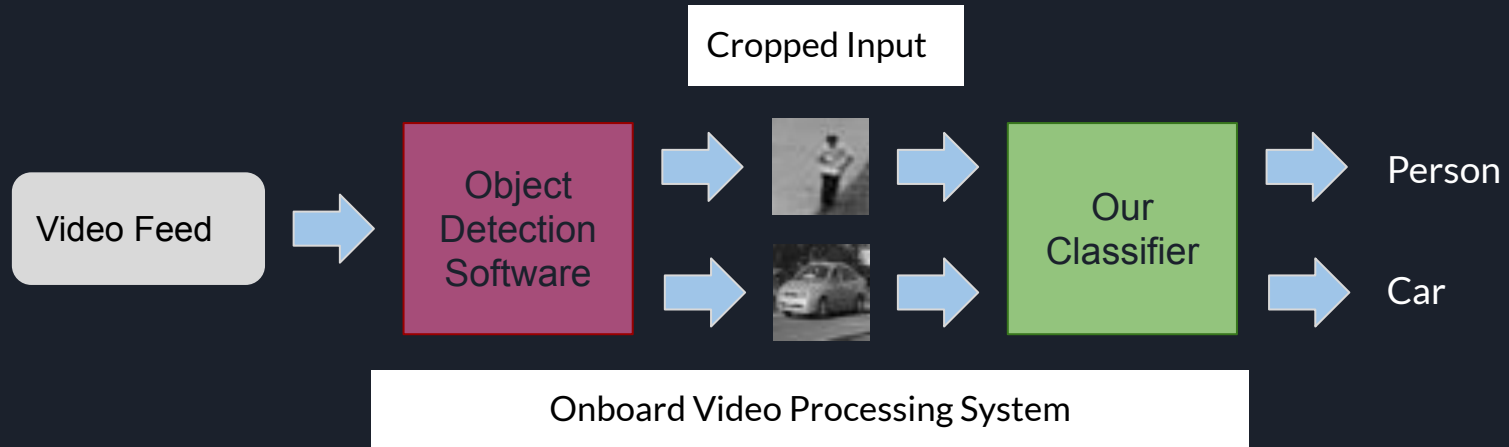 Cropped Input
Video Feed
Object
Detection
Software
Our
Classifier
Person
Car
Onboard Video Processing System